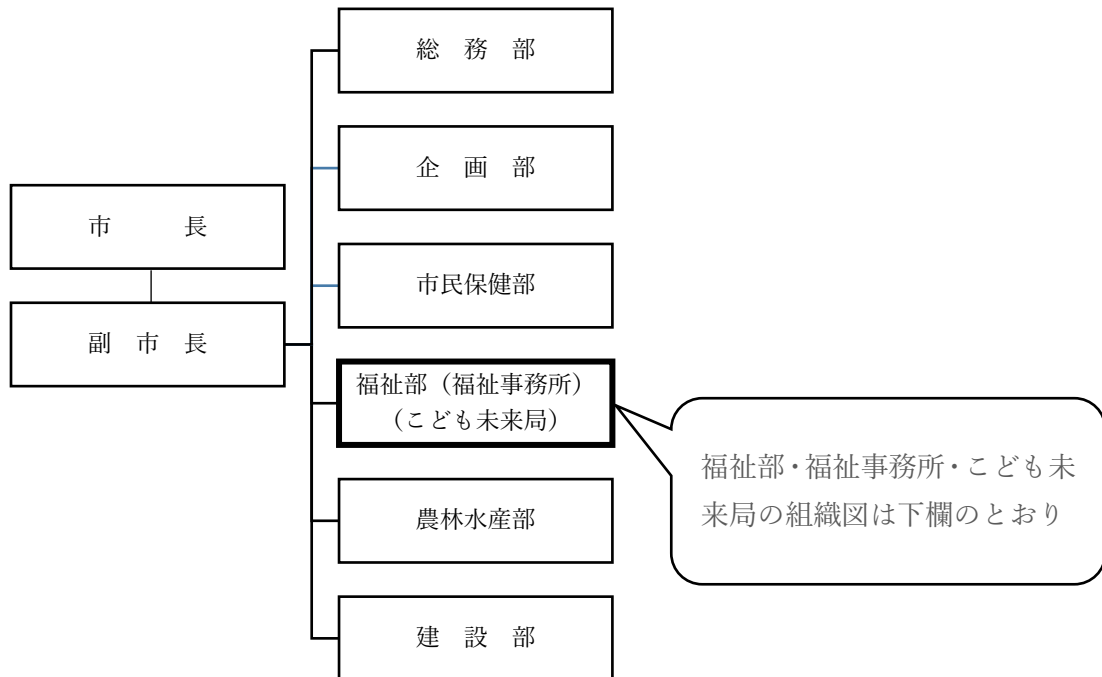 総　務　部
企　画　部
市　　　長
市民保健部
副　市　長
福祉部（福祉事務所）
（こども未来局）
福祉部・福祉事務所・こども未
来局の組織図は下欄のとおり
農林水産部
建　設　部